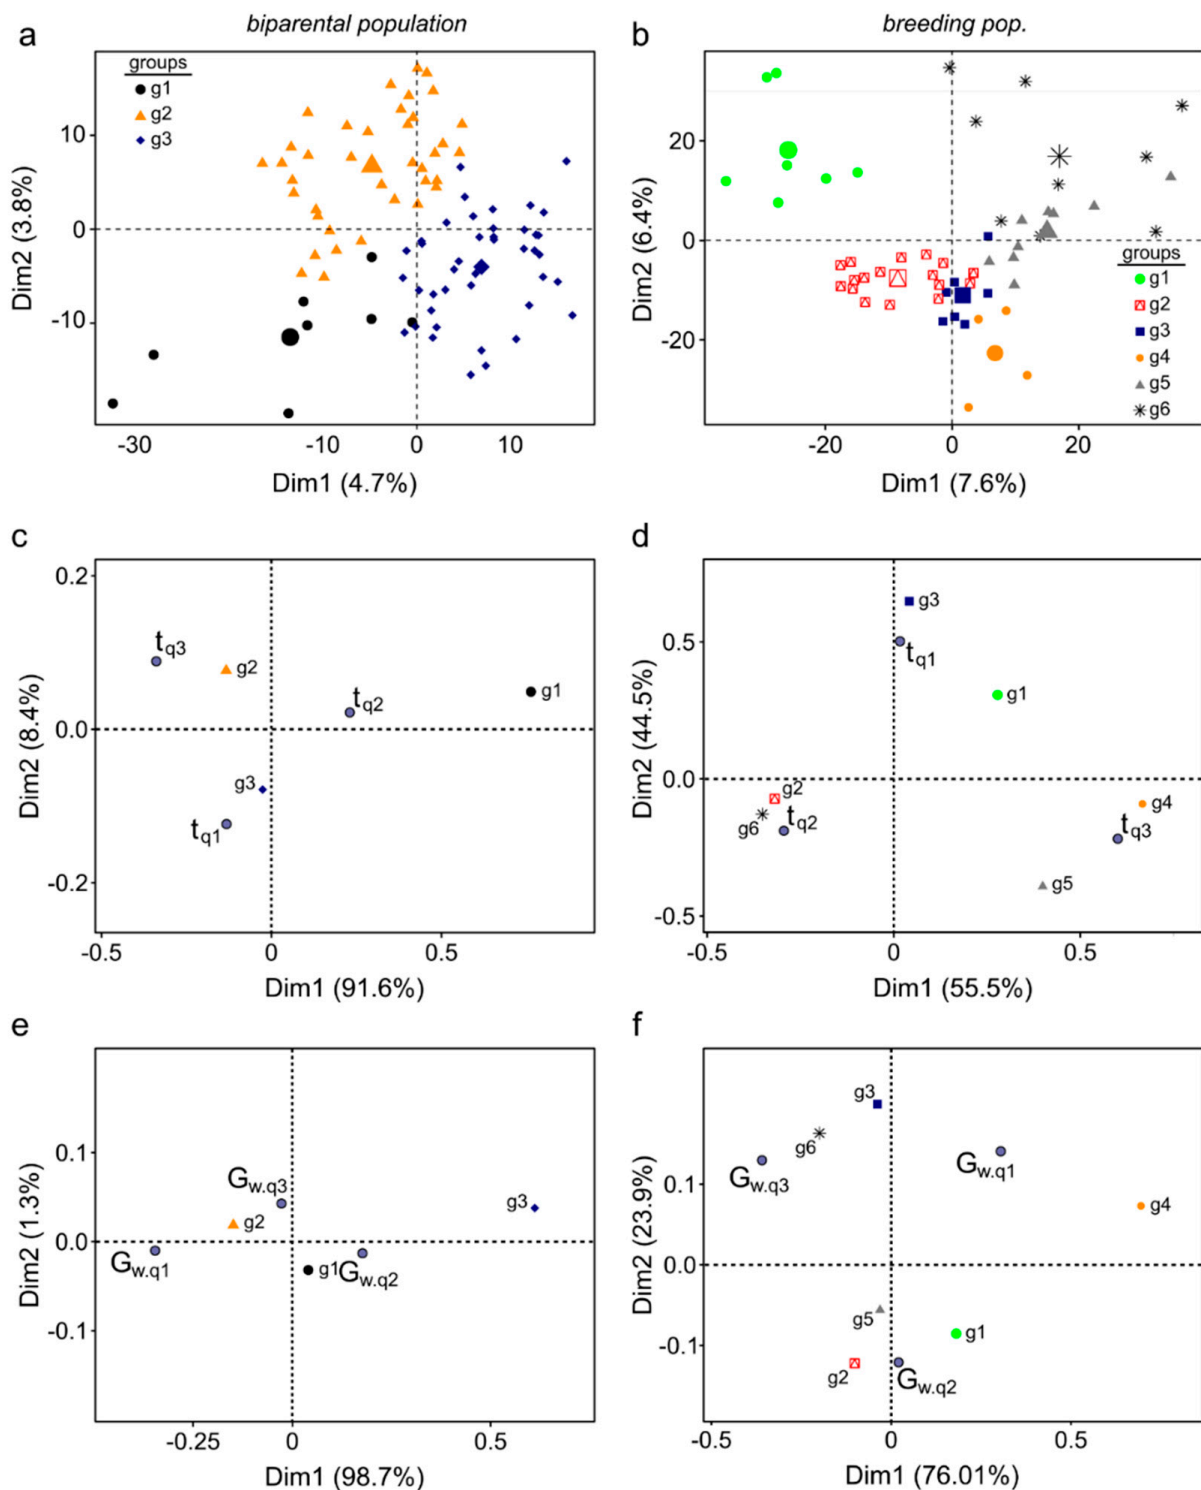 a
biparental population
groups
g1
g2
g3
10
0
-10
Dim2 (3.8%)
-30
-10
0
10
Dim1 (4.7%)
b
breeding pop.
20
0
-20
Dim2 (6.4%)
groups
g1
g2
g3
g4
g5
g6
-20
0
20
Dim1 (7.6%)
c
0.2
0.0
-0.2
Dim2 (8.4%)
tq3
g2
tq2
g1
g3
tq1
-0.5
0
0.5
Dim1 (91.6%)
d
0.5
0.0
-0.5
Dim2 (44.5%)
g3
tq1
g1
g2
g6
tq2
g4
tq3
g5
-0.5
0
0.5
Dim1 (55.5%)
e
0.1
0.0
-0.1
Dim2 (1.3%)
Gw.q3
g2
g3
Gw.q1
g1
Gw.q2
-0.25
0
0.5
Dim1 (98.7%)
f
0.1
0.0
-0.1
Dim2 (23.9%)
g3
g6
Gw.q3
Gw.q1
g4
g5
g1
g2
Gw.q2
-0.5
0
0.5
Dim1 (76.01%)